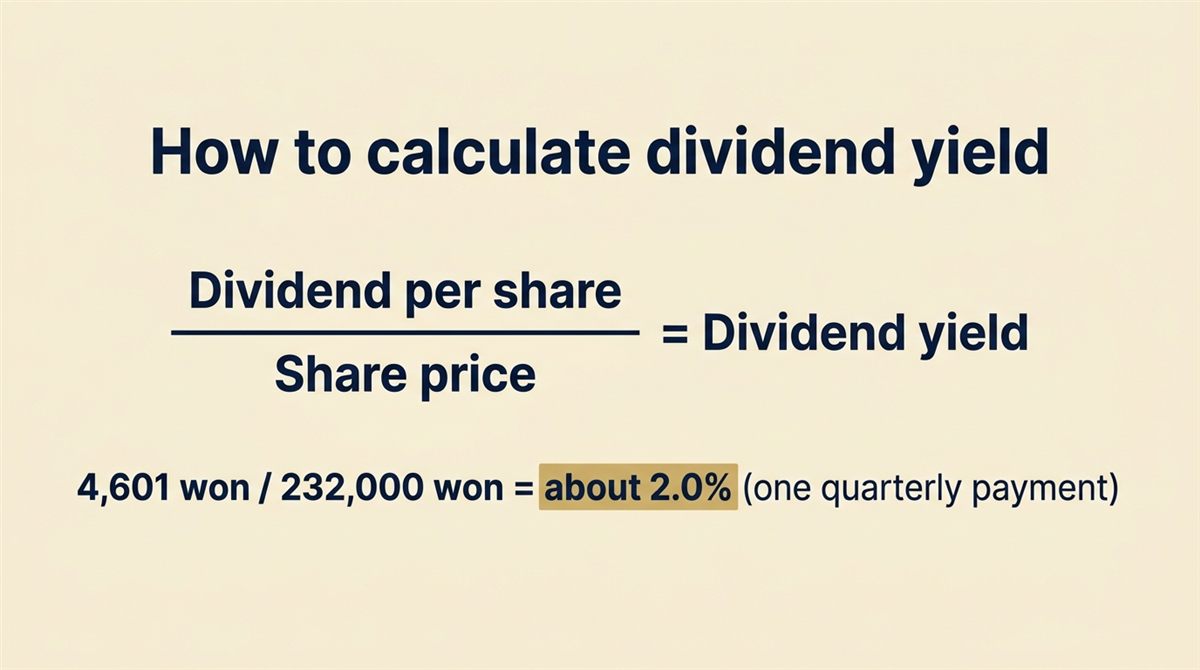 How to calculate dividend yield
Dividend per share
Share price
= Dividend yield
4,601 won / 232,000 won = about 2.0% (one quarterly payment)